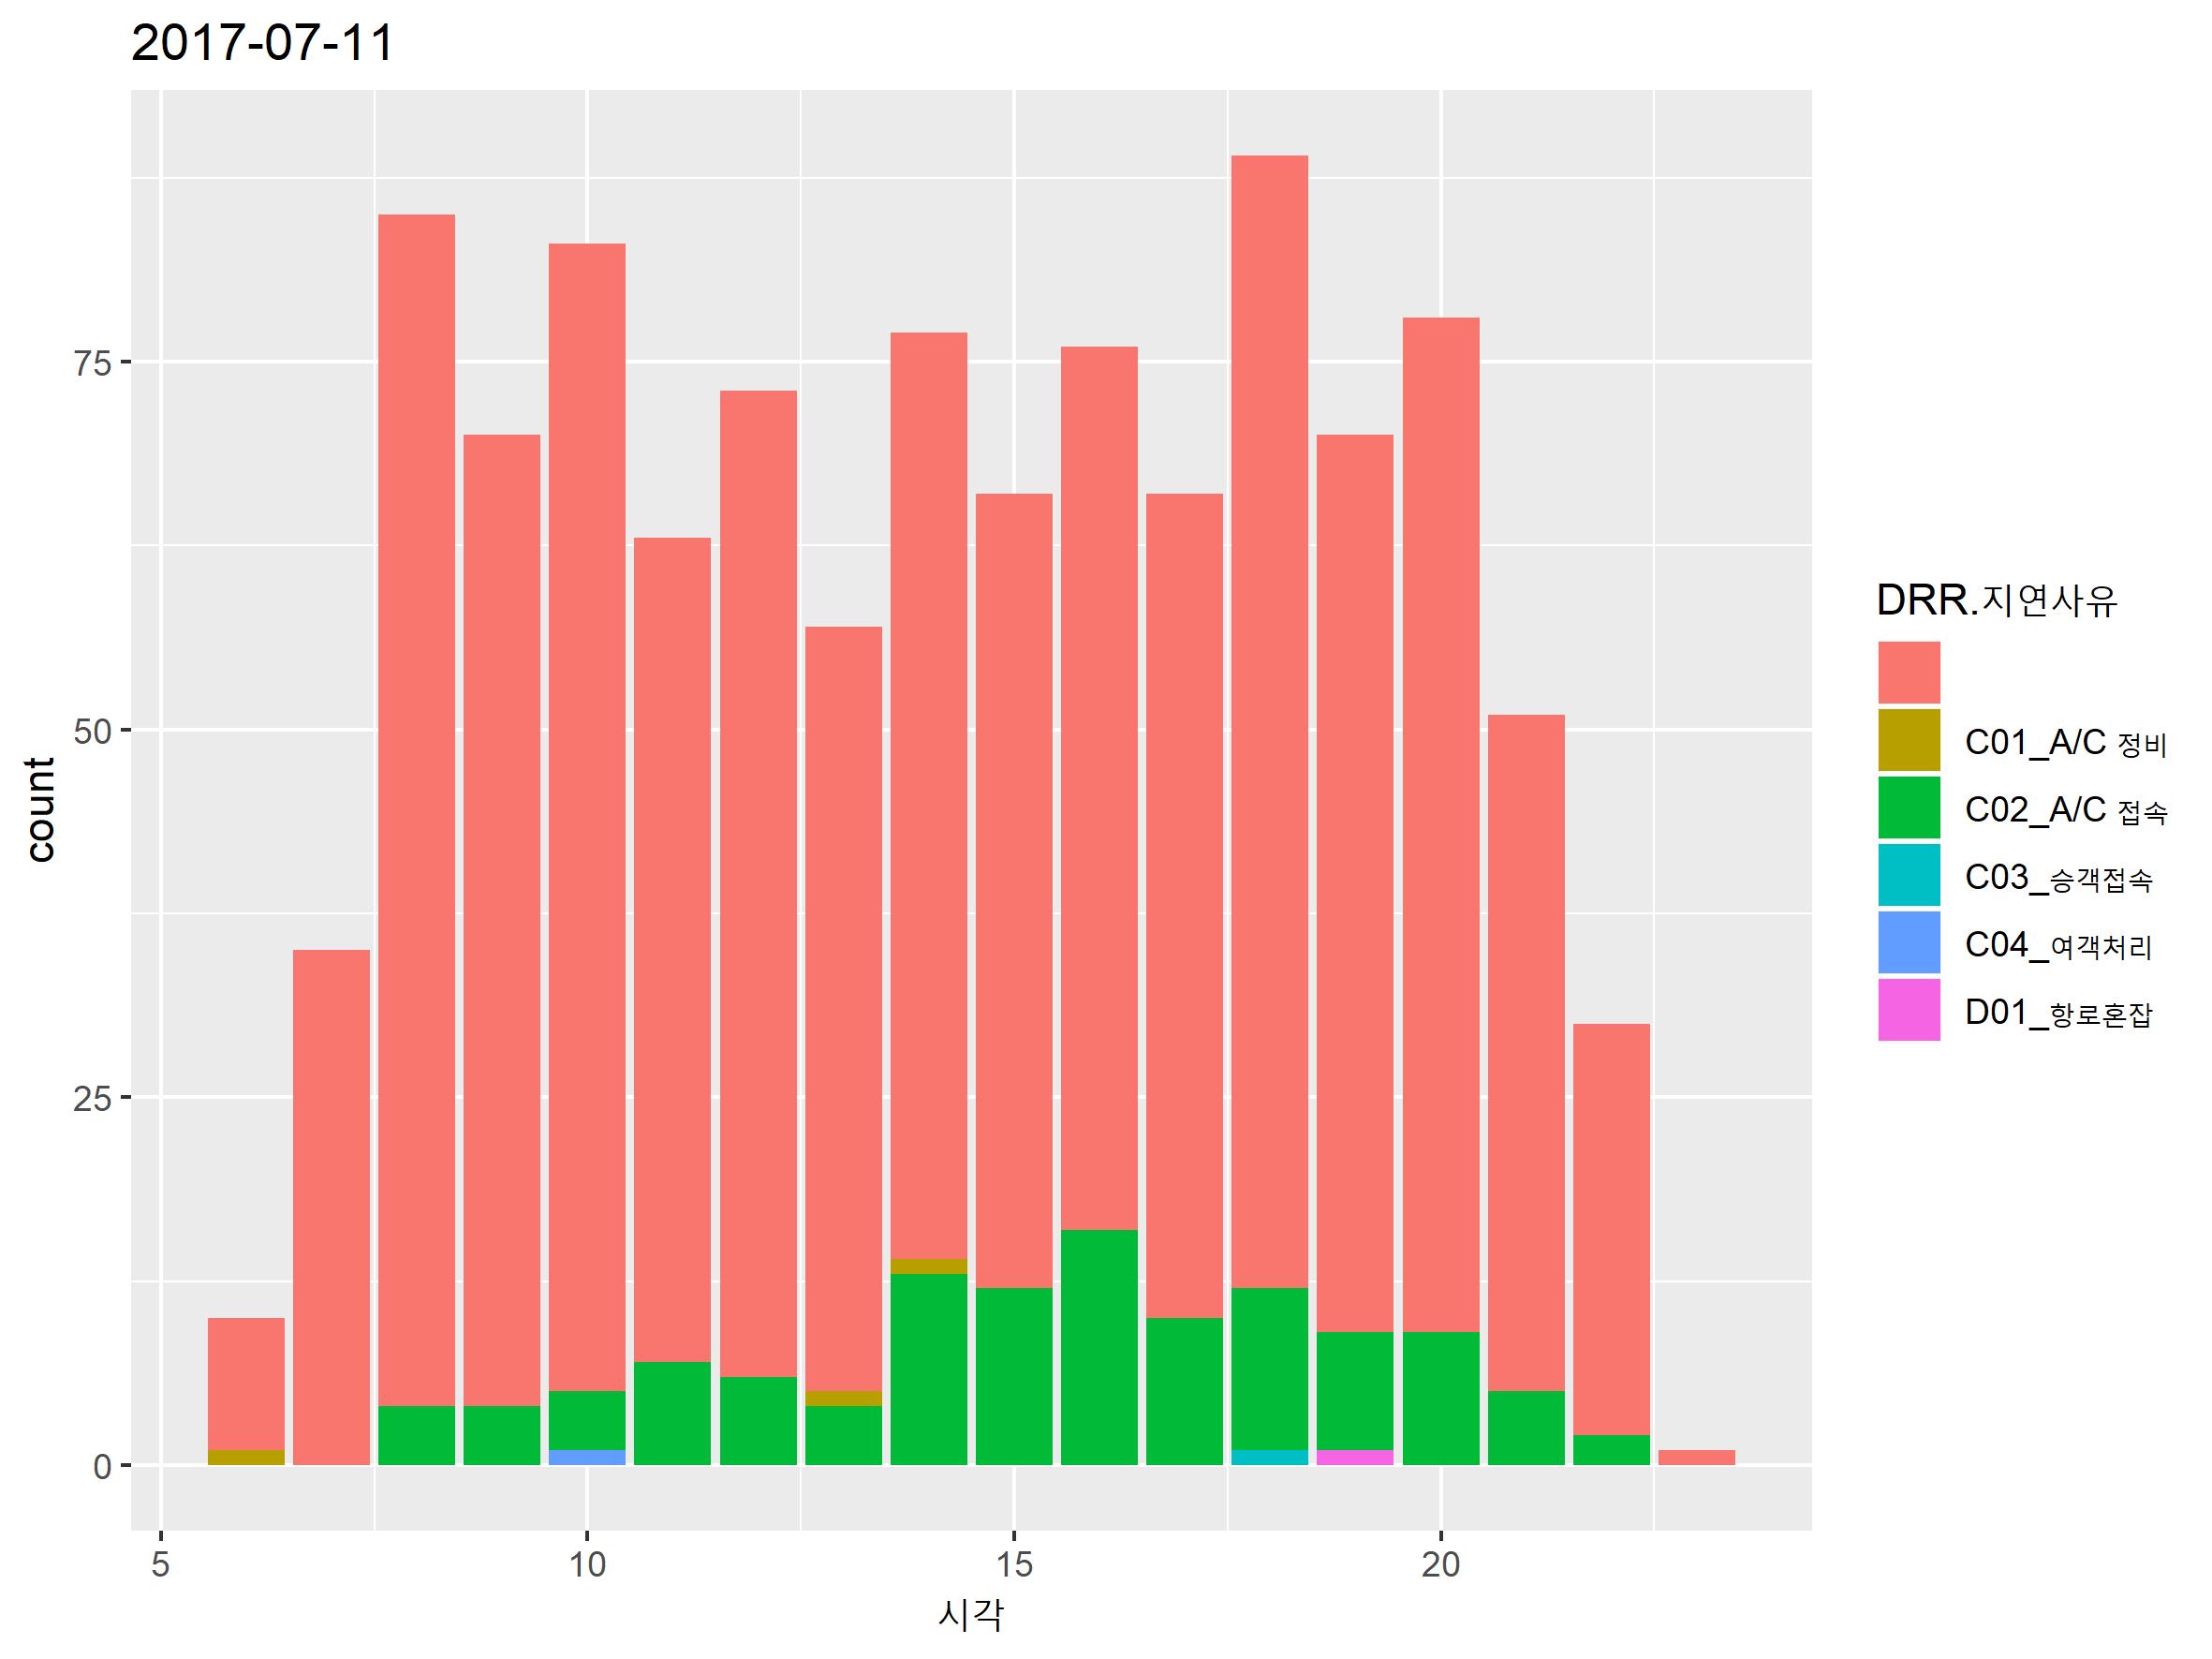 2017-07-11
75
50
25
0
count
5 10 15 20
시각
DRR.지연사유
C01_A/C 정비
C02_A/C 접속
C03_승객접속
C04_여객처리
D01_항로혼잡